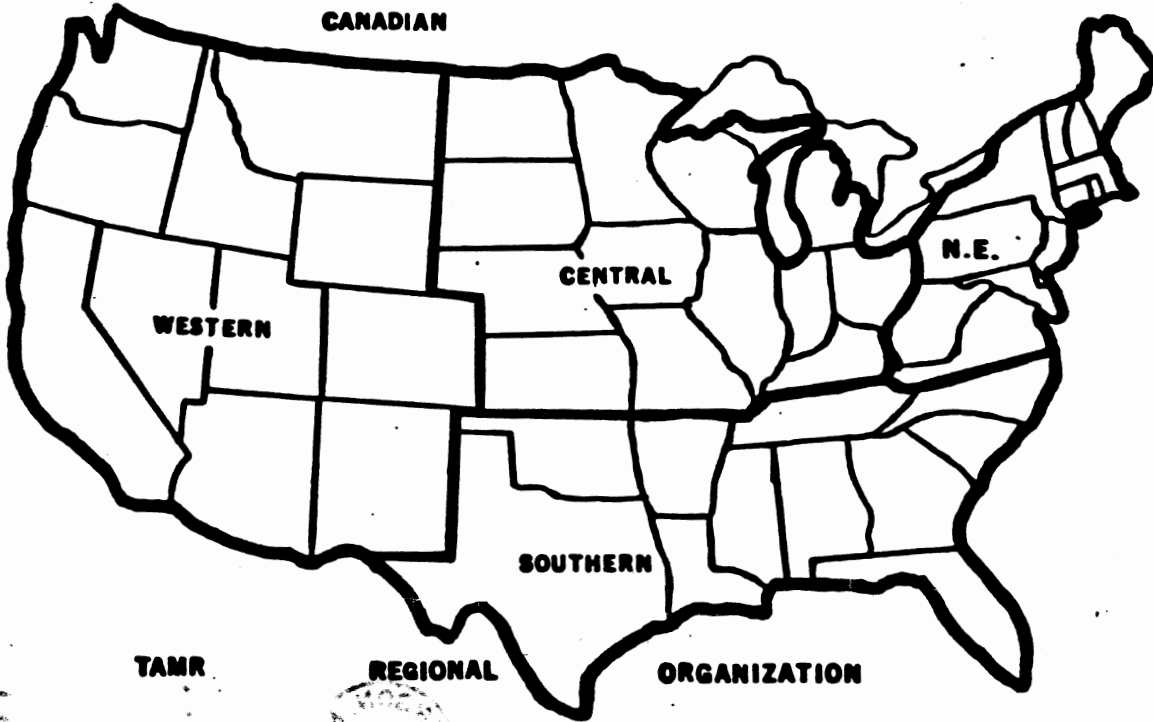 CANADIAN
N.E.
CENTRAL
WESTERN
SOUTHERN
TAMR REGIONAL ORGANIZATION